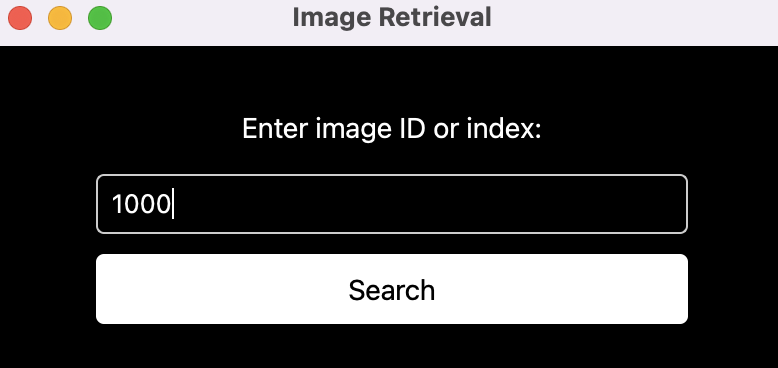 Image Retrieval
Enter image ID or index:
1000
Search